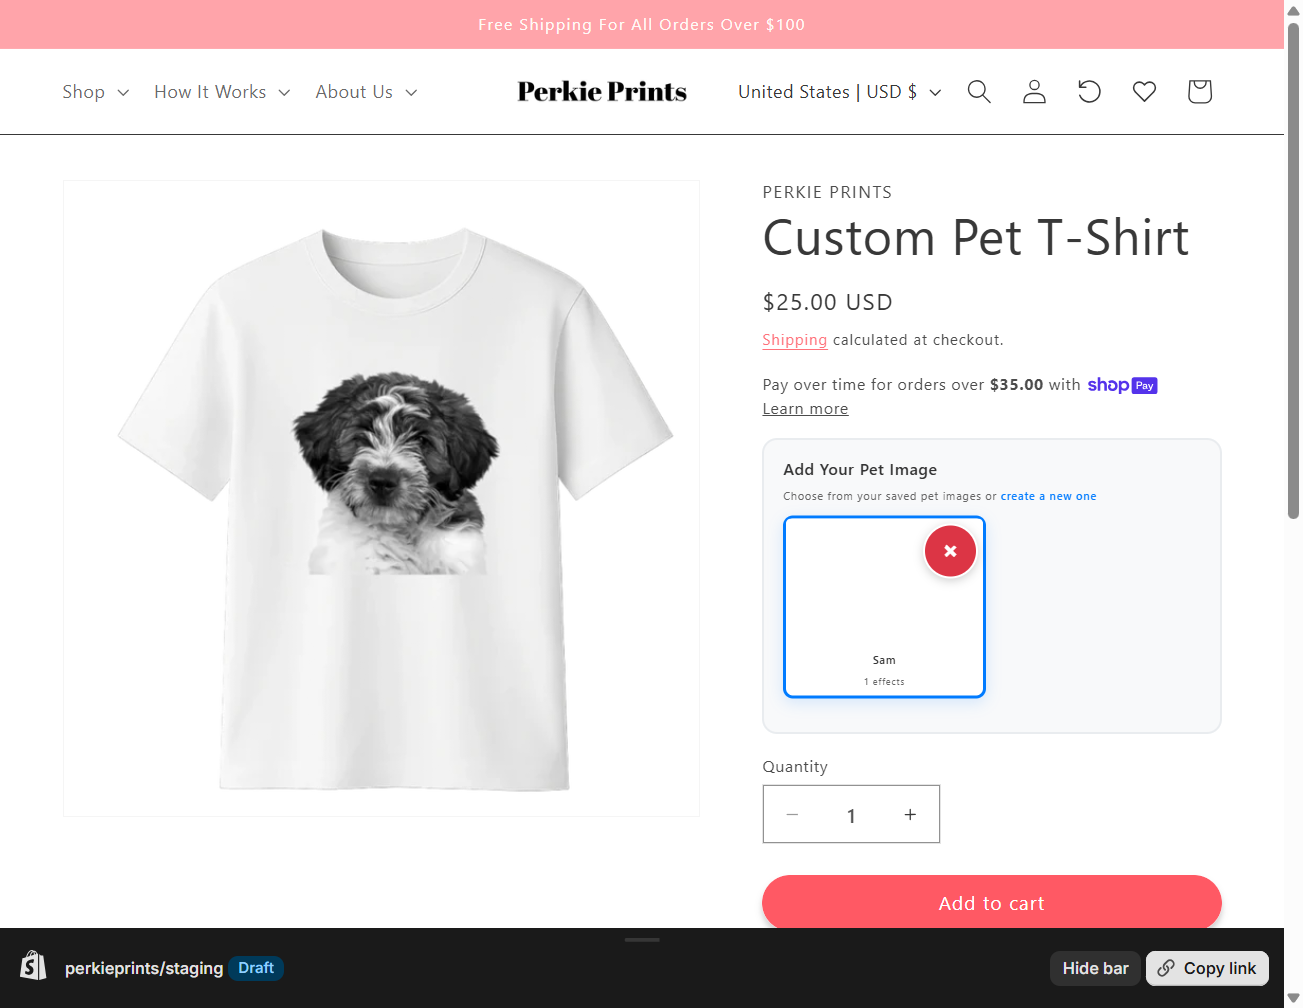 Free Shipping For All Orders Over $100
Shop
How It Works
About Us
Perkie Prints
United States | USD $
PERKIE PRINTS
Custom Pet T-Shirt
$25.00 USD
Shipping calculated at checkout.
Pay over time for orders over $35.00 with shop Pay
Learn more
Add Your Pet Image
Choose from your saved pet images or create a new one
Sam
1 effects
Quantity
1
Add to cart
perkieprints/staging
Draft
Hide bar
Copy link